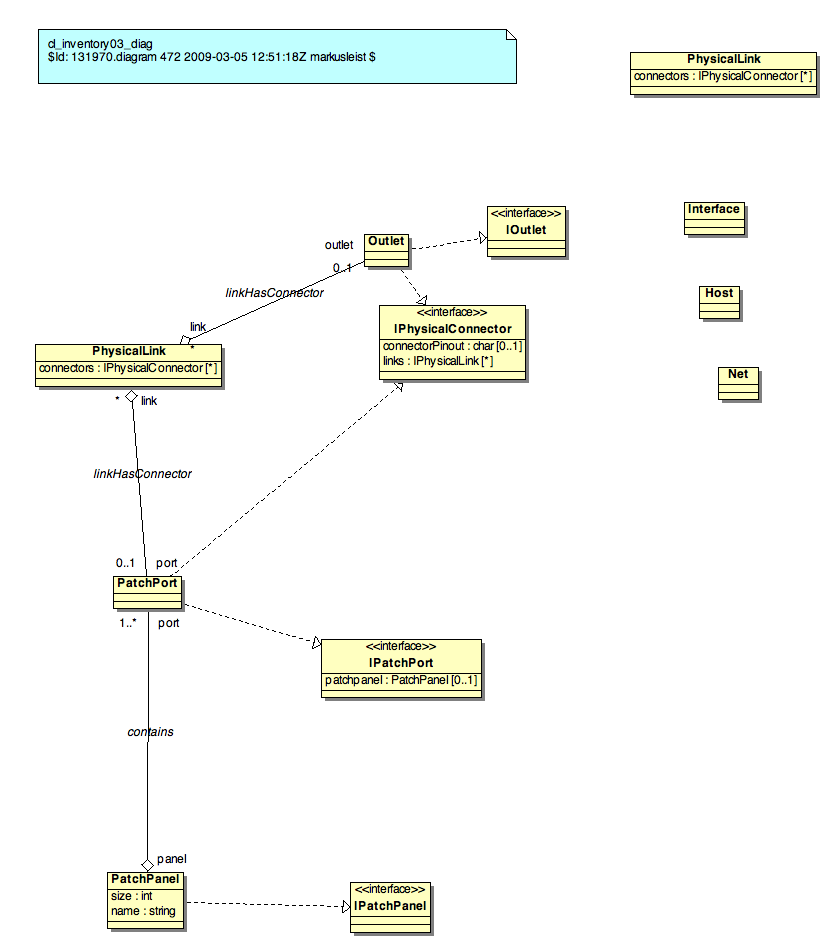 cl_inventory03_diag
$Id: 131970.diagram 472 2009-03-05 12:51:18Z markusleist $
PhysicalLink
connectors : IPhysicalConnector [*]
<<interface>>
IOutlet
Interface
outlet
Outlet
0..1
linkHasConnector
Host
<<interface>>
IPhysicalConnector
connectorPinout : char [0..1]
links : IPhysicalLink [*]
link
*
PhysicalLink
connectors : IPhysicalConnector [*]
Net
* link
linkHasConnector
0..1 port
PatchPort
1..* port
<<interface>>
IPatchPort
patchpanel : PatchPanel [0..1]
contains
panel
PatchPanel
size : int
name : string
<<interface>>
IPatchPanel